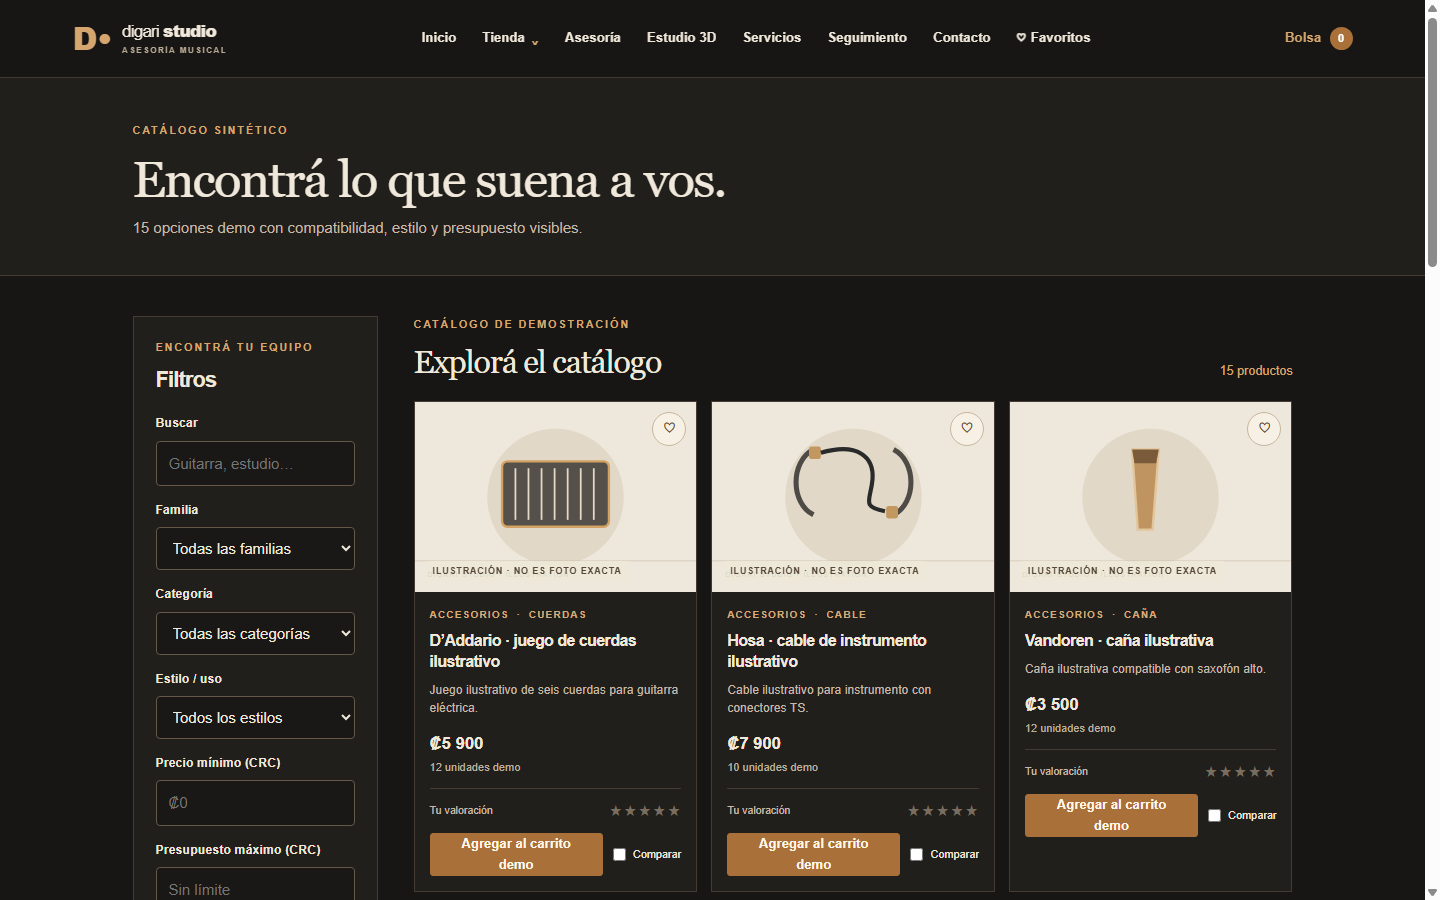 D• digari studio
ASESORÍA MUSICAL
Inicio
Tienda
Asesoría
Estudio 3D
Servicios
Seguimiento
Contacto
♡ Favoritos
Bolsa 0
CATÁLOGO SINTÉTICO
Encontrá lo que suena a vos.
15 opciones demo con compatibilidad, estilo y presupuesto visibles.
ENCONTRÁ TU EQUIPO
Filtros
Buscar
Guitarra, estudio…
Familia
Todas las familias
Categoría
Todas las categorías
Estilo / uso
Todos los estilos
Precio mínimo (CRC)
₡0
Presupuesto máximo (CRC)
Sin límite
CATÁLOGO DE DEMOSTRACIÓN
Explorá el catálogo
15 productos
ILUSTRACIÓN · NO ES FOTO EXACTA
ACCESORIOS · CUERDAS
D’Addario · juego de cuerdas
ilustrativo
Juego ilustrativo de seis cuerdas para guitarra
eléctrica.
₡5 900
12 unidades demo
Tu valoración ★★★★★
Agregar al carrito
demo
Comparar
ILUSTRACIÓN · NO ES FOTO EXACTA
ACCESORIOS · CABLE
Hosa · cable de instrumento
ilustrativo
Cable ilustrativo para instrumento con
conectores TS.
₡7 900
10 unidades demo
Tu valoración ★★★★★
Agregar al carrito
demo
Comparar
ILUSTRACIÓN · NO ES FOTO EXACTA
ACCESORIOS · CAÑA
Vandoren · caña ilustrativa
Caña ilustrativa compatible con saxofón alto.
₡3 500
12 unidades demo
Tu valoración ★★★★★
Agregar al carrito
demo
Comparar